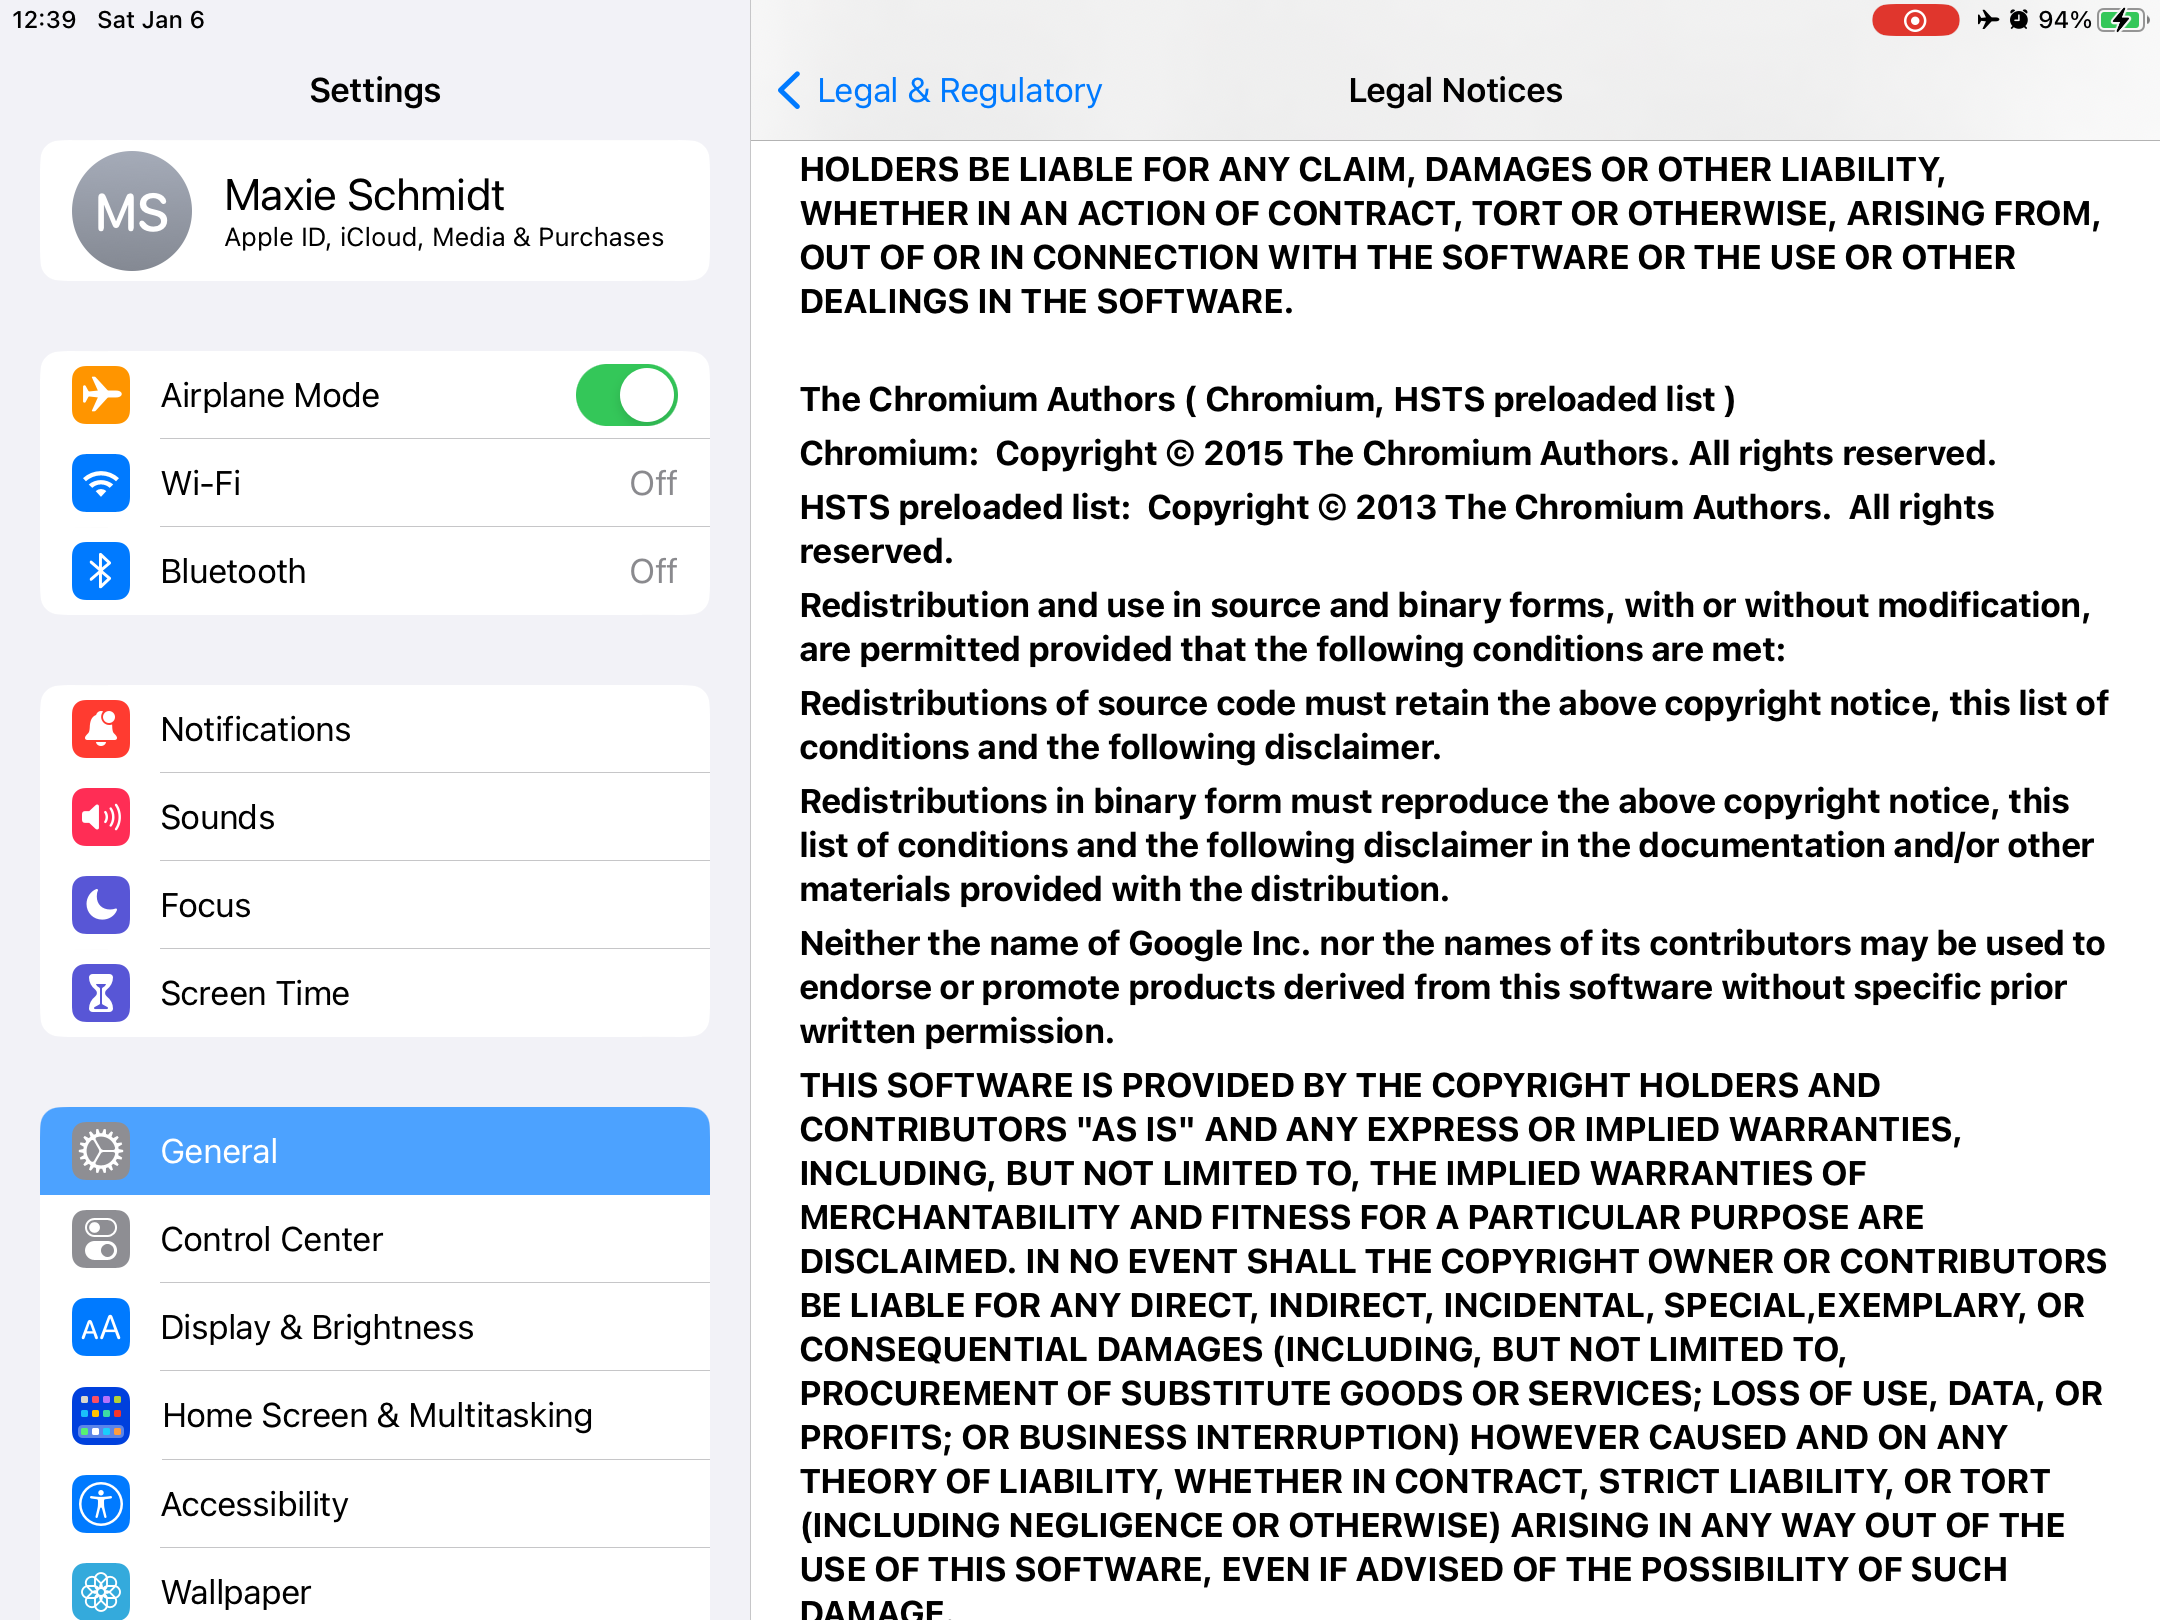 12:39 Sat Jan 6
94%
Settings
MS
Maxie Schmidt
Apple ID, iCloud, Media & Purchases
Airplane Mode
Wi-Fi Off
Bluetooth Off
Notifications
Sounds
Focus
Screen Time
General
Control Center
AA Display & Brightness
Home Screen & Multitasking
Accessibility
Wallpaper
Legal & Regulatory
Legal Notices
HOLDERS BE LIABLE FOR ANY CLAIM, DAMAGES OR OTHER LIABILITY,
WHETHER IN AN ACTION OF CONTRACT, TORT OR OTHERWISE, ARISING FROM,
OUT OF OR IN CONNECTION WITH THE SOFTWARE OR THE USE OR OTHER
DEALINGS IN THE SOFTWARE.
The Chromium Authors ( Chromium, HSTS preloaded list )
Chromium:  Copyright © 2015 The Chromium Authors. All rights reserved.
HSTS preloaded list:  Copyright © 2013 The Chromium Authors.  All rights
reserved.
Redistribution and use in source and binary forms, with or without modification,
are permitted provided that the following conditions are met:
Redistributions of source code must retain the above copyright notice, this list of
conditions and the following disclaimer.
Redistributions in binary form must reproduce the above copyright notice, this
list of conditions and the following disclaimer in the documentation and/or other
materials provided with the distribution.
Neither the name of Google Inc. nor the names of its contributors may be used to
endorse or promote products derived from this software without specific prior
written permission.
THIS SOFTWARE IS PROVIDED BY THE COPYRIGHT HOLDERS AND
CONTRIBUTORS "AS IS" AND ANY EXPRESS OR IMPLIED WARRANTIES,
INCLUDING, BUT NOT LIMITED TO, THE IMPLIED WARRANTIES OF
MERCHANTABILITY AND FITNESS FOR A PARTICULAR PURPOSE ARE
DISCLAIMED. IN NO EVENT SHALL THE COPYRIGHT OWNER OR CONTRIBUTORS
BE LIABLE FOR ANY DIRECT, INDIRECT, INCIDENTAL, SPECIAL,EXEMPLARY, OR
CONSEQUENTIAL DAMAGES (INCLUDING, BUT NOT LIMITED TO,
PROCUREMENT OF SUBSTITUTE GOODS OR SERVICES; LOSS OF USE, DATA, OR
PROFITS; OR BUSINESS INTERRUPTION) HOWEVER CAUSED AND ON ANY
THEORY OF LIABILITY, WHETHER IN CONTRACT, STRICT LIABILITY, OR TORT
(INCLUDING NEGLIGENCE OR OTHERWISE) ARISING IN ANY WAY OUT OF THE
USE OF THIS SOFTWARE, EVEN IF ADVISED OF THE POSSIBILITY OF SUCH
DAMAGE.